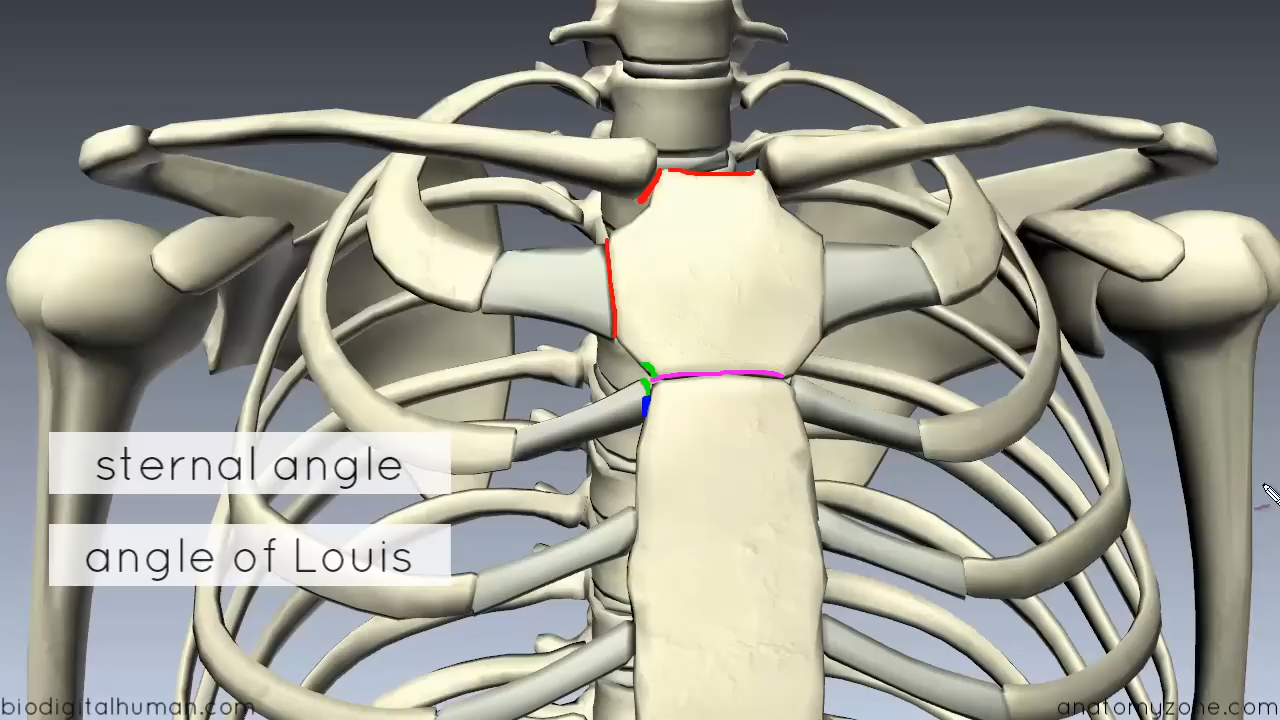 sternal angle
angle of Louis
biodigitalhuman.com
anatomyzone.com